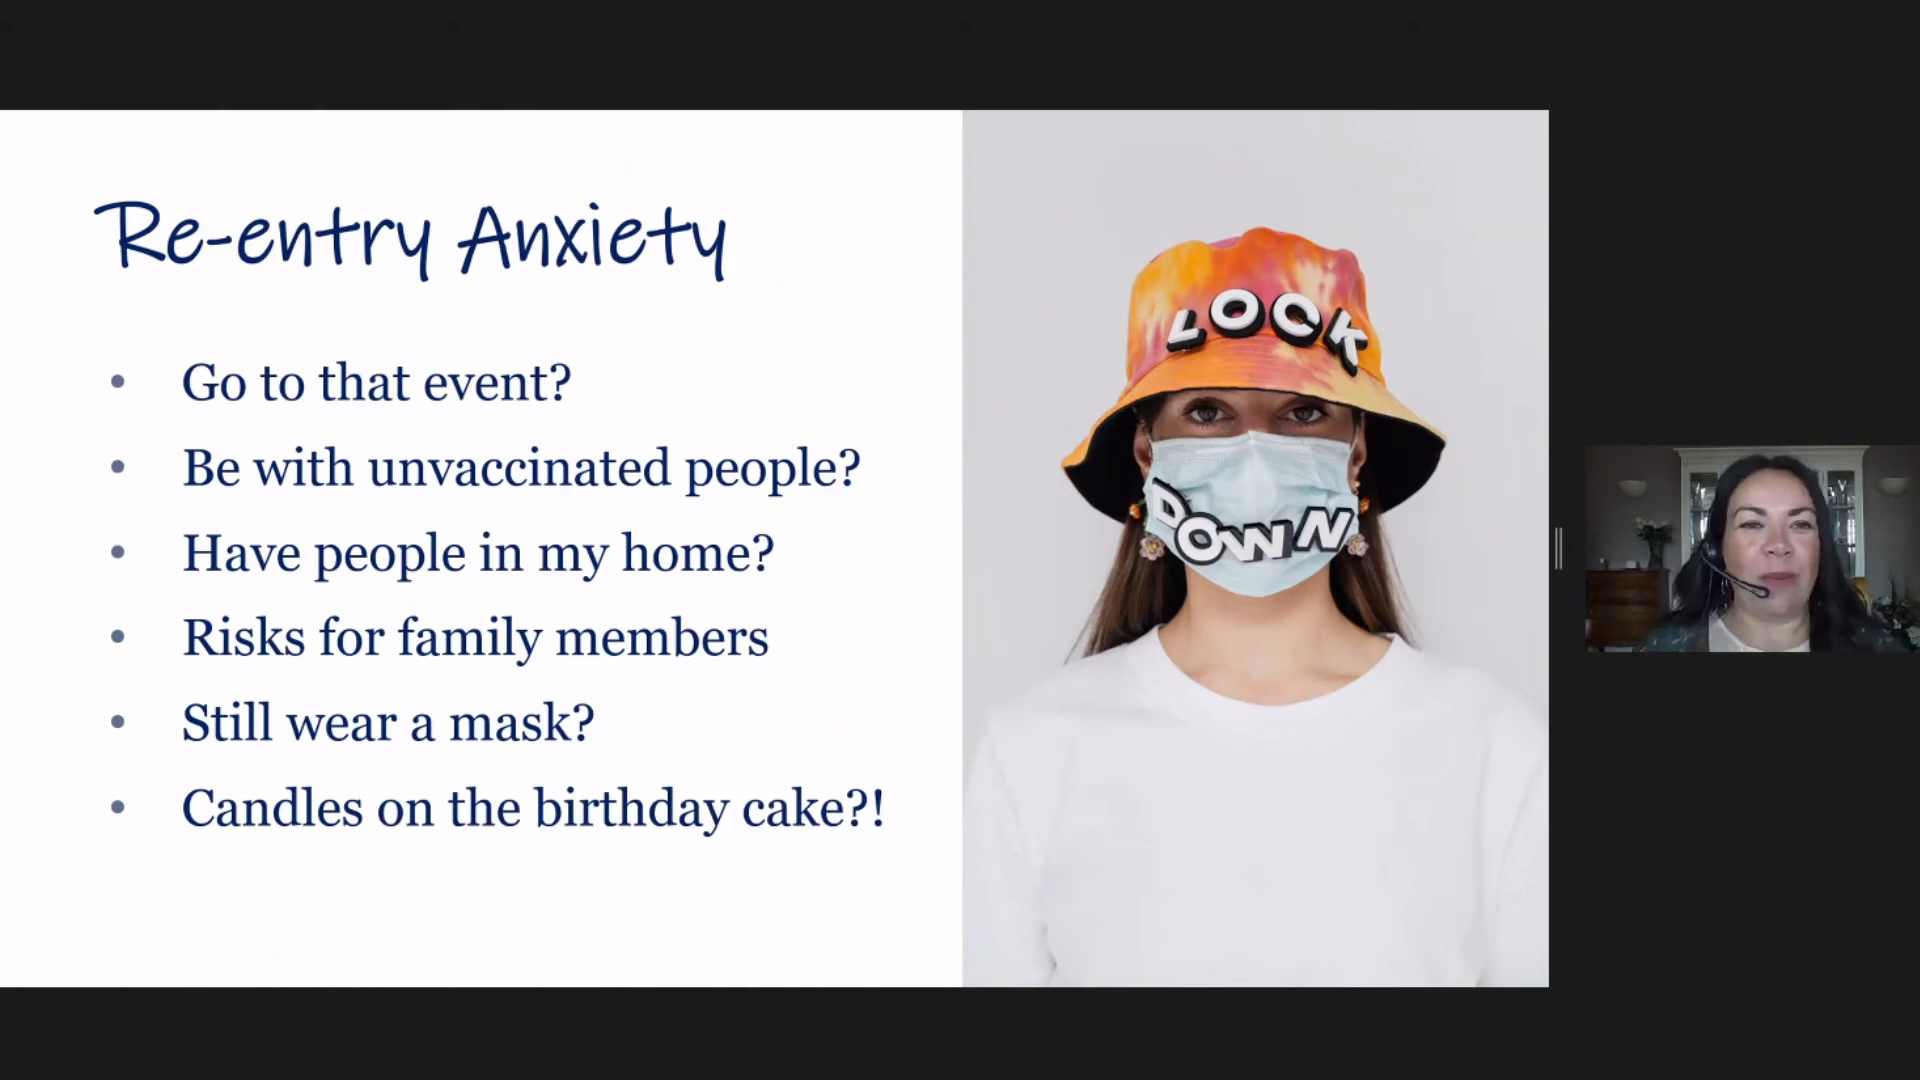 Re-entry Anxiety
Go to that event?
Be with unvaccinated people?
Have people in my home?
Risks for family members
Still wear a mask?
Candles on the birthday cake?!
LOCK
DOWN